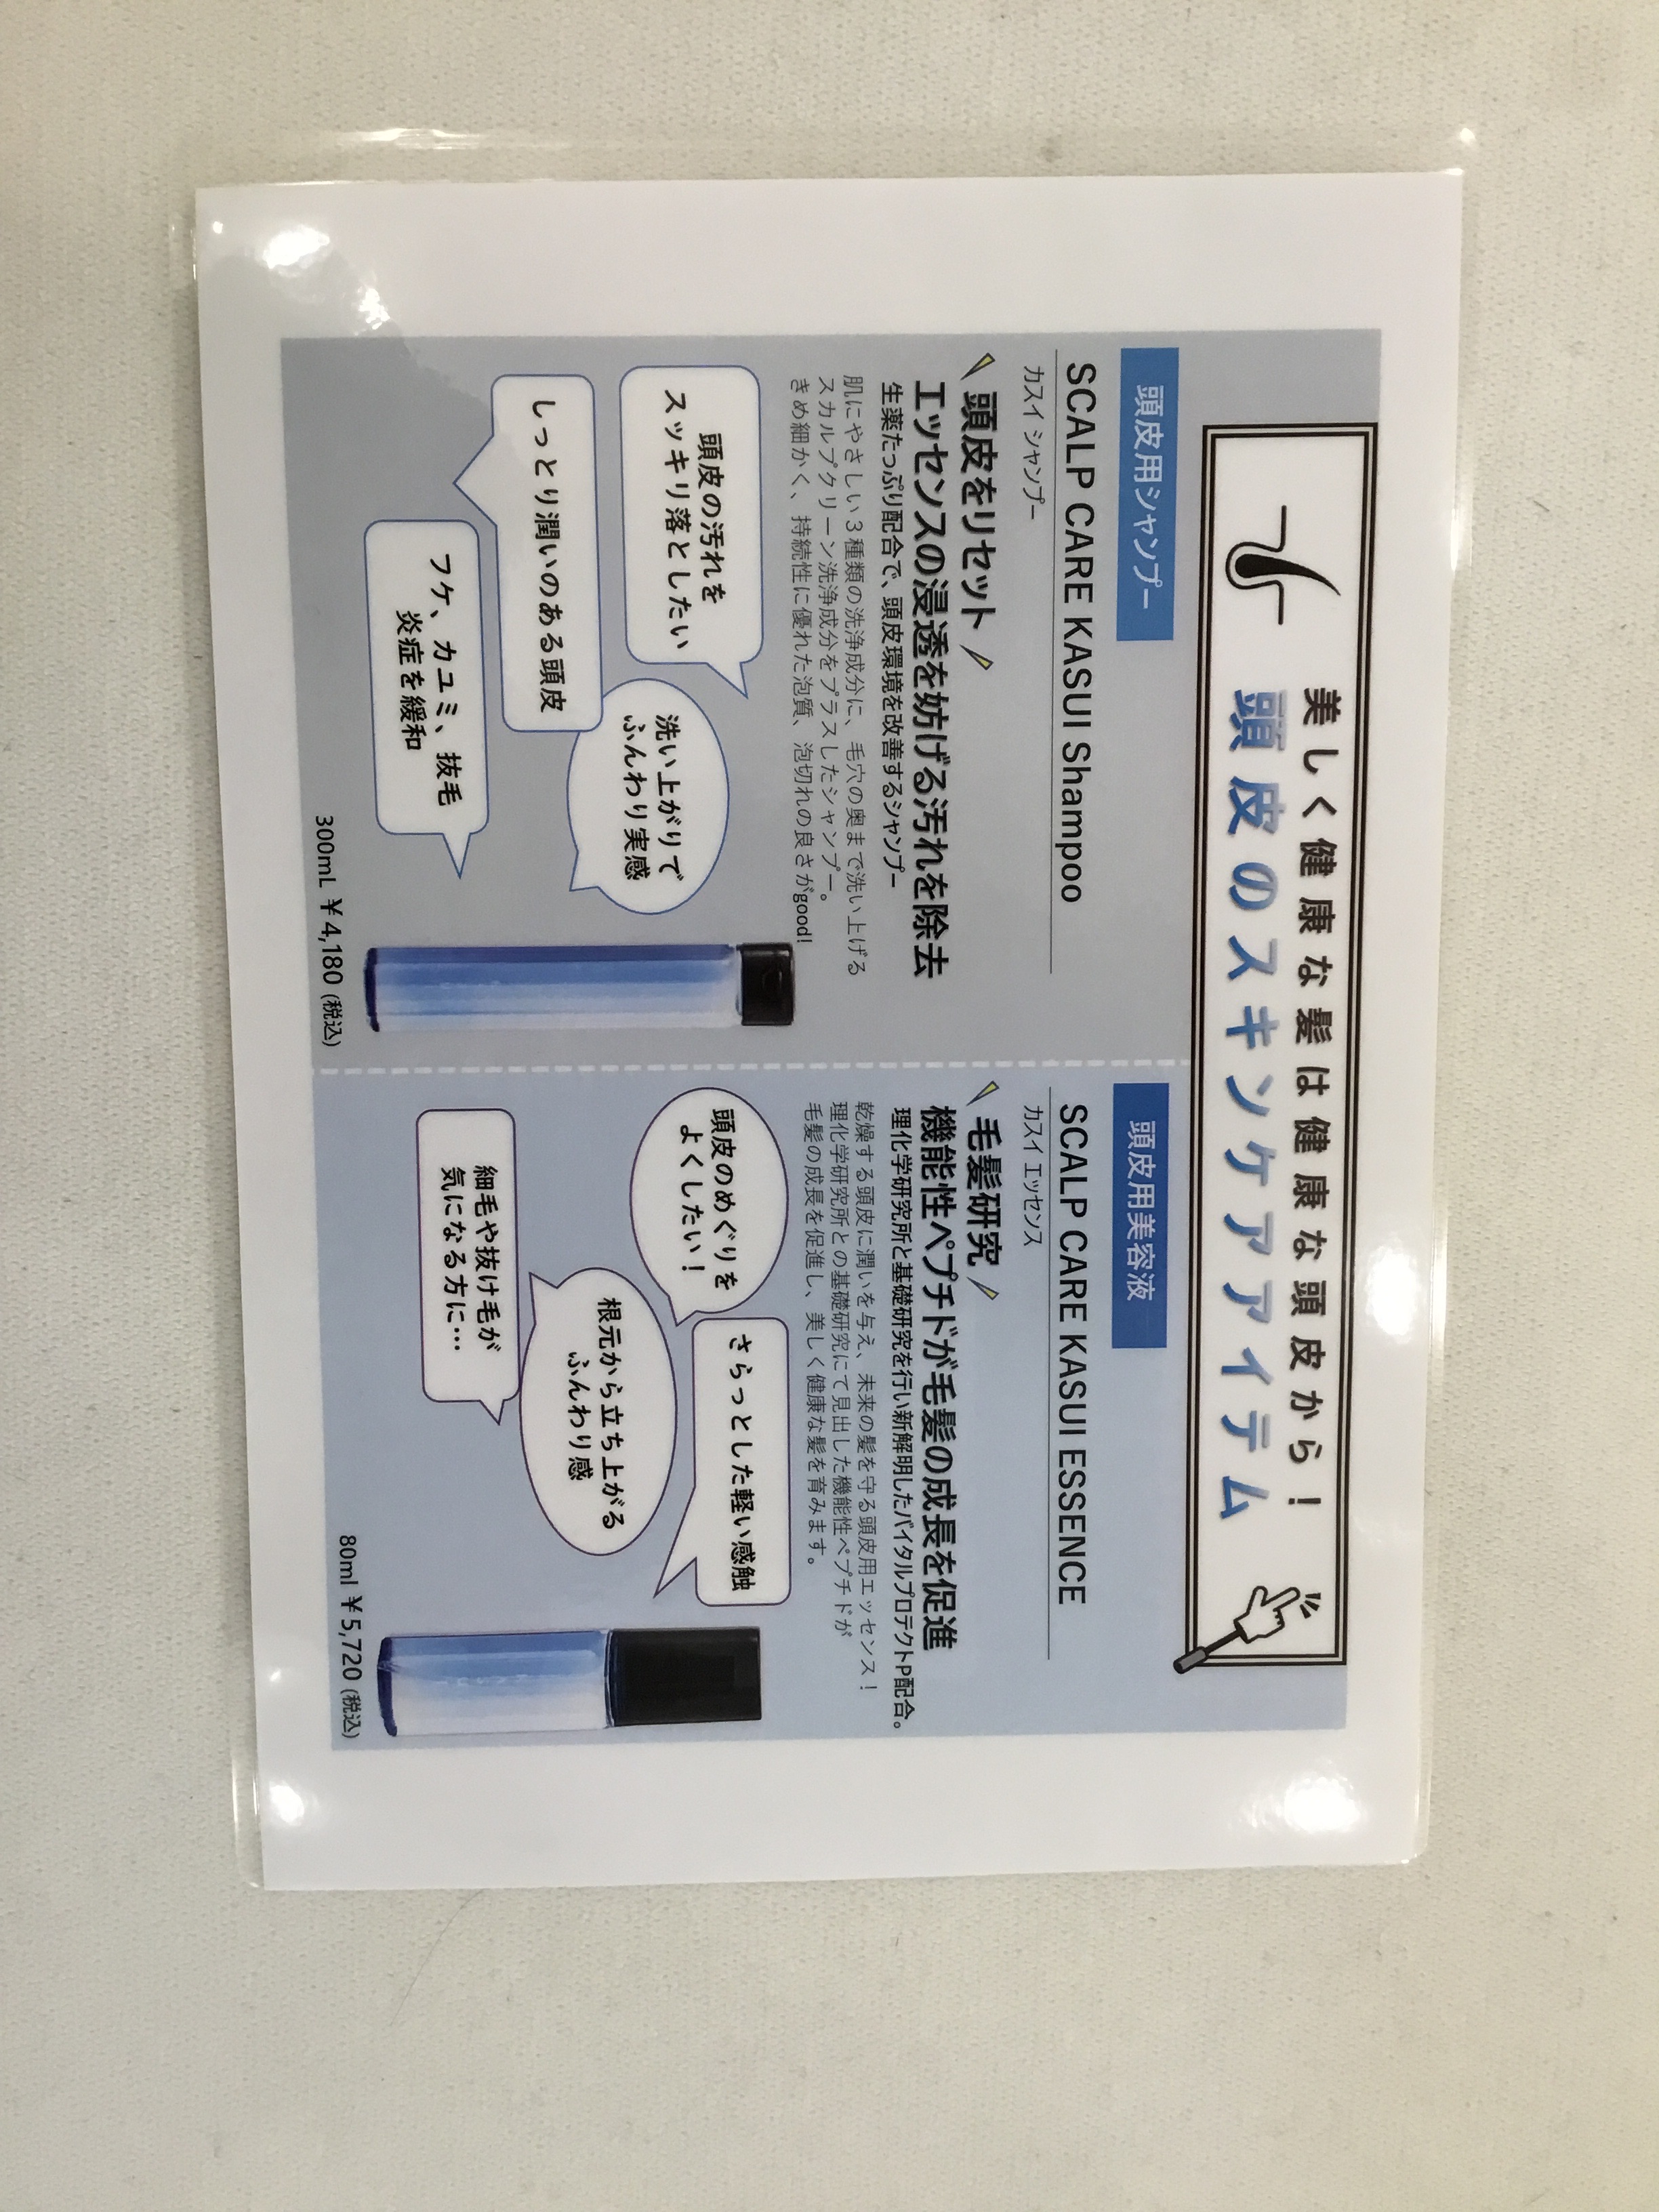 美しく健康な髪は健康な頭皮から！
頭皮のスキンケアアイテム
頭皮用シャンプー
SCALP CARE KASUI Shampoo
カスイ シャンプー
頭皮をリセット
エッセンスの浸透を妨げる汚れを除去
生薬たっぷり配合で、頭皮環境を改善するシャンプー
肌にやさしい3種類の洗浄成分に、毛穴の奥まで洗い上げる
スカルプクリーン洗浄成分をプラスしたシャンプー。
きめ細かく、持続性に優れた泡質、泡切れの良さがgood!
頭皮の汚れを
スッキリ落としたい
洗い上がりで
ふんわり実感
しっとり潤いのある頭皮
フケ、カユミ、抜毛
炎症を緩和
300mL ￥4,180 (税込)
頭皮用美容液
SCALP CARE KASUI ESSENCE
カスイ エッセンス
毛髪研究
機能性ペプチドが毛髪の成長を促進
理化学研究所と基礎研究を行い新解明したバイタルプロテクトP配合。
乾燥する頭皮に潤いを与え、未来の髪を守る頭皮用エッセンス！
理化学研究所との基礎研究にて見出した機能性ペプチドが
毛髪の成長を促進し、美しく健康な髪を育みます。
頭皮のめぐりを
よくしたい！
さらっとした軽い感触
根元から立ち上がる
ふんわり感
細毛や抜け毛が
気になる方に…
80ml ￥5,720 (税込)